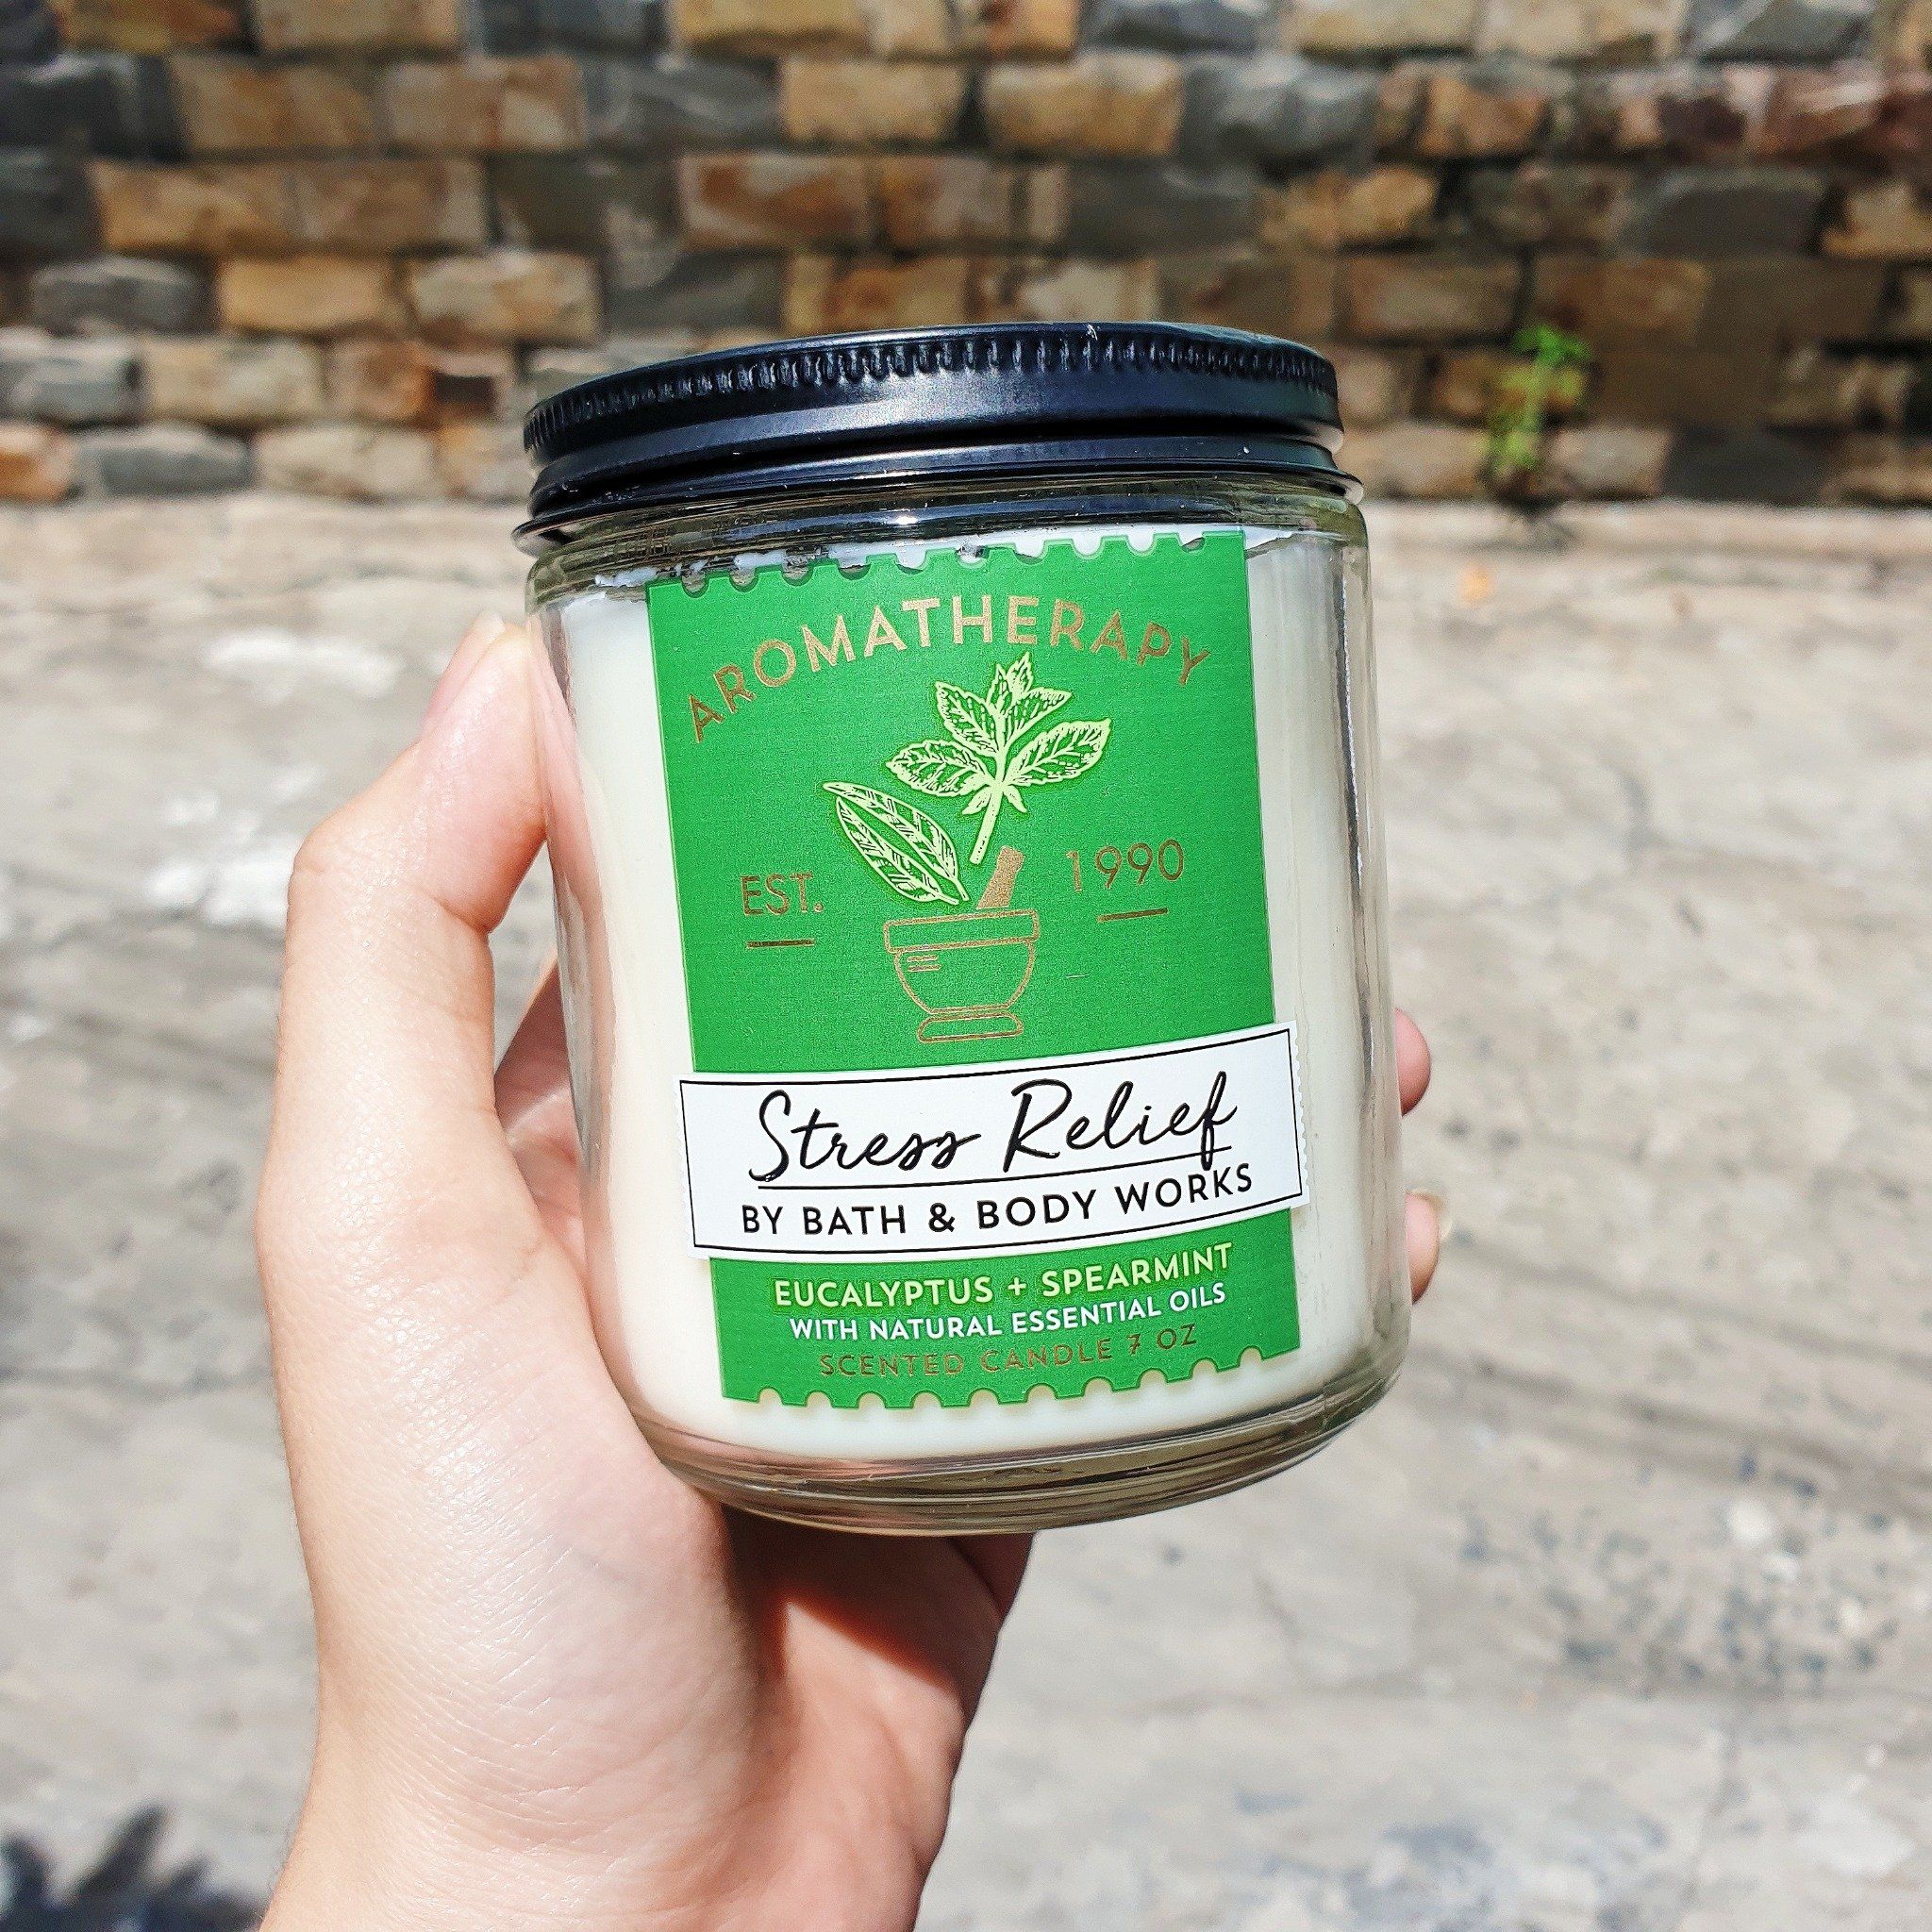 AROMATHERAPY
EST. 1990
Stress Relief
BY BATH & BODY WORKS
EUCALYPTUS + SPEARMINT
WITH NATURAL ESSENTIAL OILS
SCENTED CANDLE 7 OZ